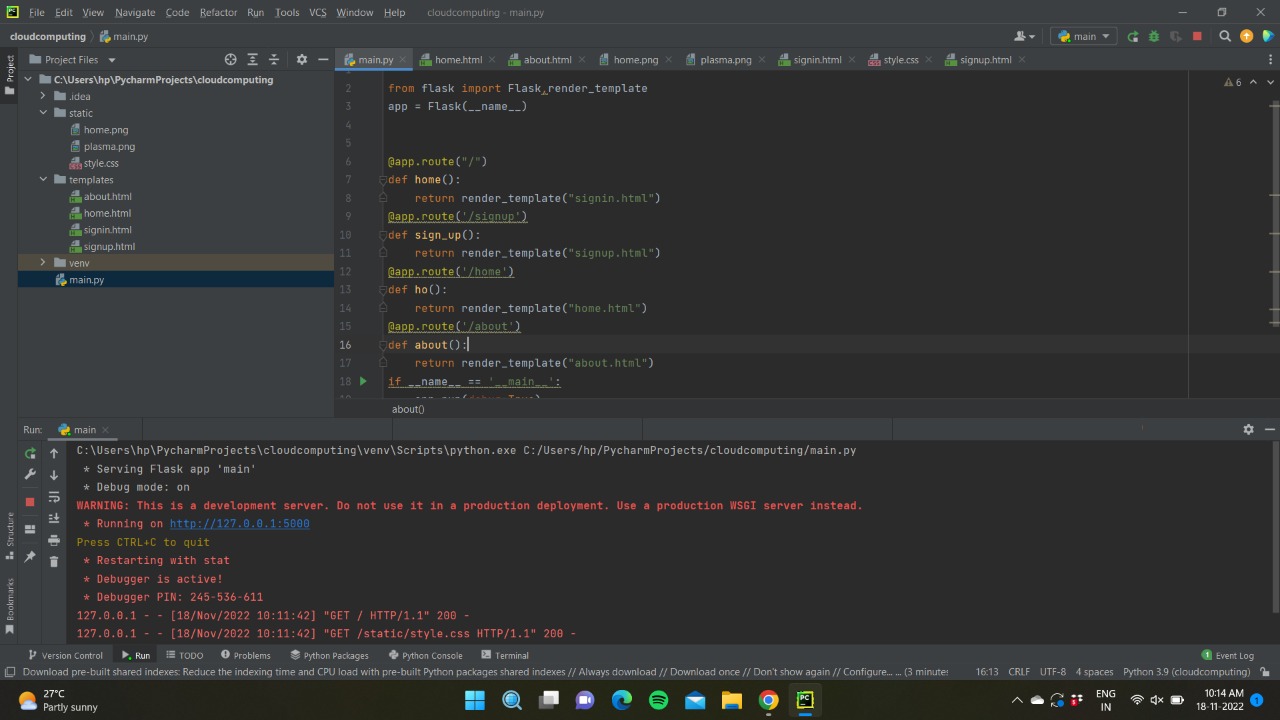 File Edit View Navigate Code Refactor Run Tools VCS Window Help cloudcomputing - main.py
cloudcomputing main.py main
Project Files main.py home.html about.html home.png plasma.png signin.html style.css signup.html
Project
C:\Users\hp\PycharmProjects\cloudcomputing
.idea
static
home.png
plasma.png
style.css
templates
about.html
home.html
signin.html
signup.html
venv
main.py
6
2 from flask import Flask,render_template
3 app = Flask(__name__)
4
5
6 @app.route("/")
7 def home():
8 return render_template("signin.html")
9 @app.route('/signup')
10 def sign_up():
11 return render_template("signup.html")
12 @app.route('/home')
13 def ho():
14 return render_template("home.html")
15 @app.route('/about')
16 def about():
17 return render_template("about.html")
18 if __name__ == '__main__':
about()
Run: main
C:\Users\hp\PycharmProjects\cloudcomputing\venv\Scripts\python.exe C:/Users/hp/PycharmProjects/cloudcomputing/main.py
* Serving Flask app 'main'
* Debug mode: on
WARNING: This is a development server. Do not use it in a production deployment. Use a production WSGI server instead.
* Running on http://127.0.0.1:5000
Press CTRL+C to quit
* Restarting with stat
* Debugger is active!
* Debugger PIN: 245-536-611
127.0.0.1 - - [18/Nov/2022 10:11:42] "GET / HTTP/1.1" 200 -
127.0.0.1 - - [18/Nov/2022 10:11:42] "GET /static/style.css HTTP/1.1" 200 -
Structure
Bookmarks
Version Control Run TODO Problems Python Packages Python Console Terminal 1 Event Log
Download pre-built shared indexes: Reduce the indexing time and CPU load with pre-built Python packages shared indexes // Always download // Download once // Don't show again // Configure... ... (3 minutes 16:13 CRLF UTF-8 4 spaces Python 3.9 (cloudcomputing)
27°C
Partly sunny
ENG
IN
10:14 AM
18-11-2022
1